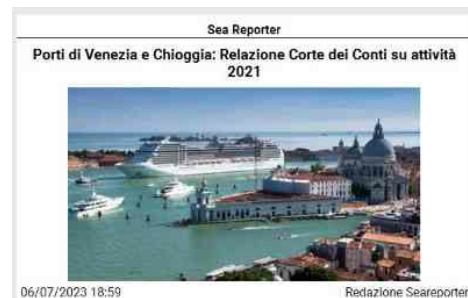 Sea Reporter
Porti di Venezia e Chioggia: Relazione Corte dei Conti su attività
2021
06/07/2023 18:59
Redazione Seareporter